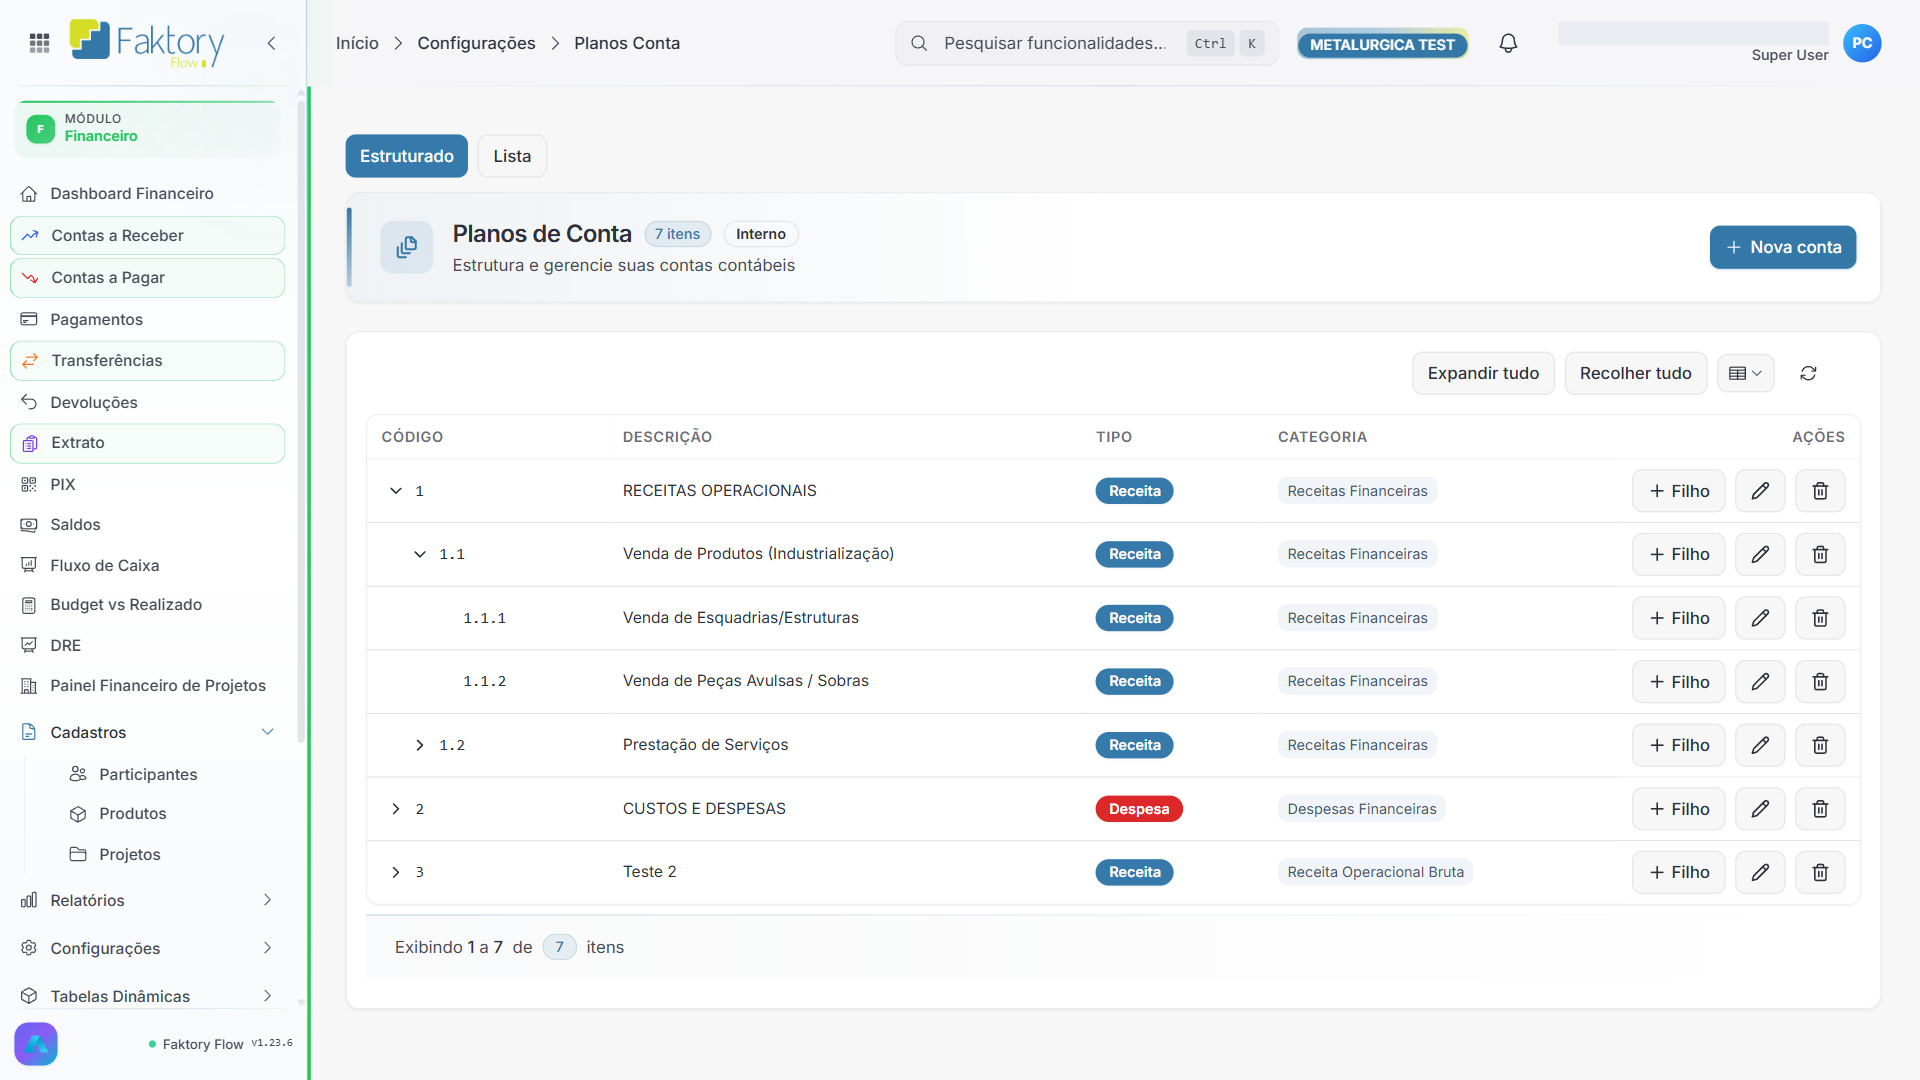 Faktory
Flow
Início > Configurações > Planos Conta
Pesquisar funcionalidades... Ctrl K
METALURGICA TEST
Super User
PC
F
MÓDULO
Financeiro
Dashboard Financeiro
Contas a Receber
Contas a Pagar
Pagamentos
Transferências
Devoluções
Extrato
PIX
Saldos
Fluxo de Caixa
Budget vs Realizado
DRE
Painel Financeiro de Projetos
Cadastros
Participantes
Produtos
Projetos
Relatórios
Configurações
Tabelas Dinâmicas
Faktory Flow v1.23.6
Estruturado Lista
Planos de Conta 7 itens Interno
Estrutura e gerencie suas contas contábeis
+ Nova conta
Expandir tudo Recolher tudo
CÓDIGO DESCRIÇÃO TIPO CATEGORIA AÇÕES
1 RECEITAS OPERACIONAIS Receita Receitas Financeiras + Filho
1.1 Venda de Produtos (Industrialização) Receita Receitas Financeiras + Filho
1.1.1 Venda de Esquadrias/Estruturas Receita Receitas Financeiras + Filho
1.1.2 Venda de Peças Avulsas / Sobras Receita Receitas Financeiras + Filho
1.2 Prestação de Serviços Receita Receitas Financeiras + Filho
2 CUSTOS E DESPESAS Despesa Despesas Financeiras + Filho
3 Teste 2 Receita Receita Operacional Bruta + Filho
Exibindo 1 a 7 de 7 itens